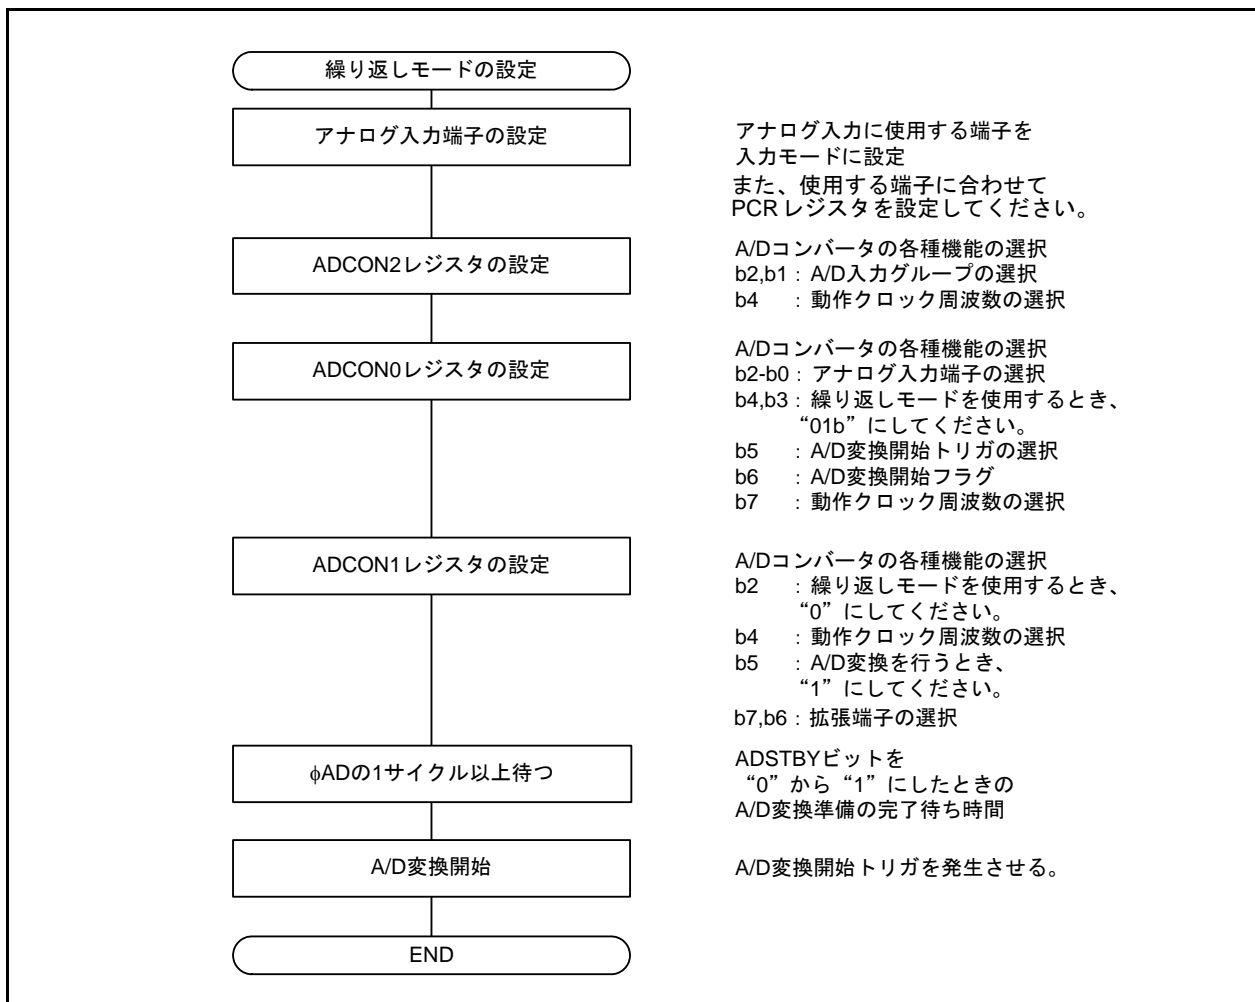 繰り返しモードの設定
アナログ入力端子の設定
アナログ入力に使用する端子を
入力モードに設定
また、使用する端子に合わせて
PCRレジスタを設定してください。
ADCON2レジスタの設定
A/Dコンバータの各種機能の選択
b2,b1：A/D入力グループの選択
b4　：動作クロック周波数の選択
ADCON0レジスタの設定
A/Dコンバータの各種機能の選択
b2-b0：アナログ入力端子の選択
b4,b3：繰り返しモードを使用するとき、
“01b”にしてください。
b5　：A/D変換開始トリガの選択
b6　：A/D変換開始フラグ
b7　：動作クロック周波数の選択
ADCON1レジスタの設定
A/Dコンバータの各種機能の選択
b2　：繰り返しモードを使用するとき、
“0”にしてください。
b4　：動作クロック周波数の選択
b5　：A/D変換を行うとき、
“1”にしてください。
b7,b6：拡張端子の選択
φADの1サイクル以上待つ
ADSTBYビットを
“0”から“1”にしたときの
A/D変換準備の完了待ち時間
A/D変換開始
A/D変換開始トリガを発生させる。
END